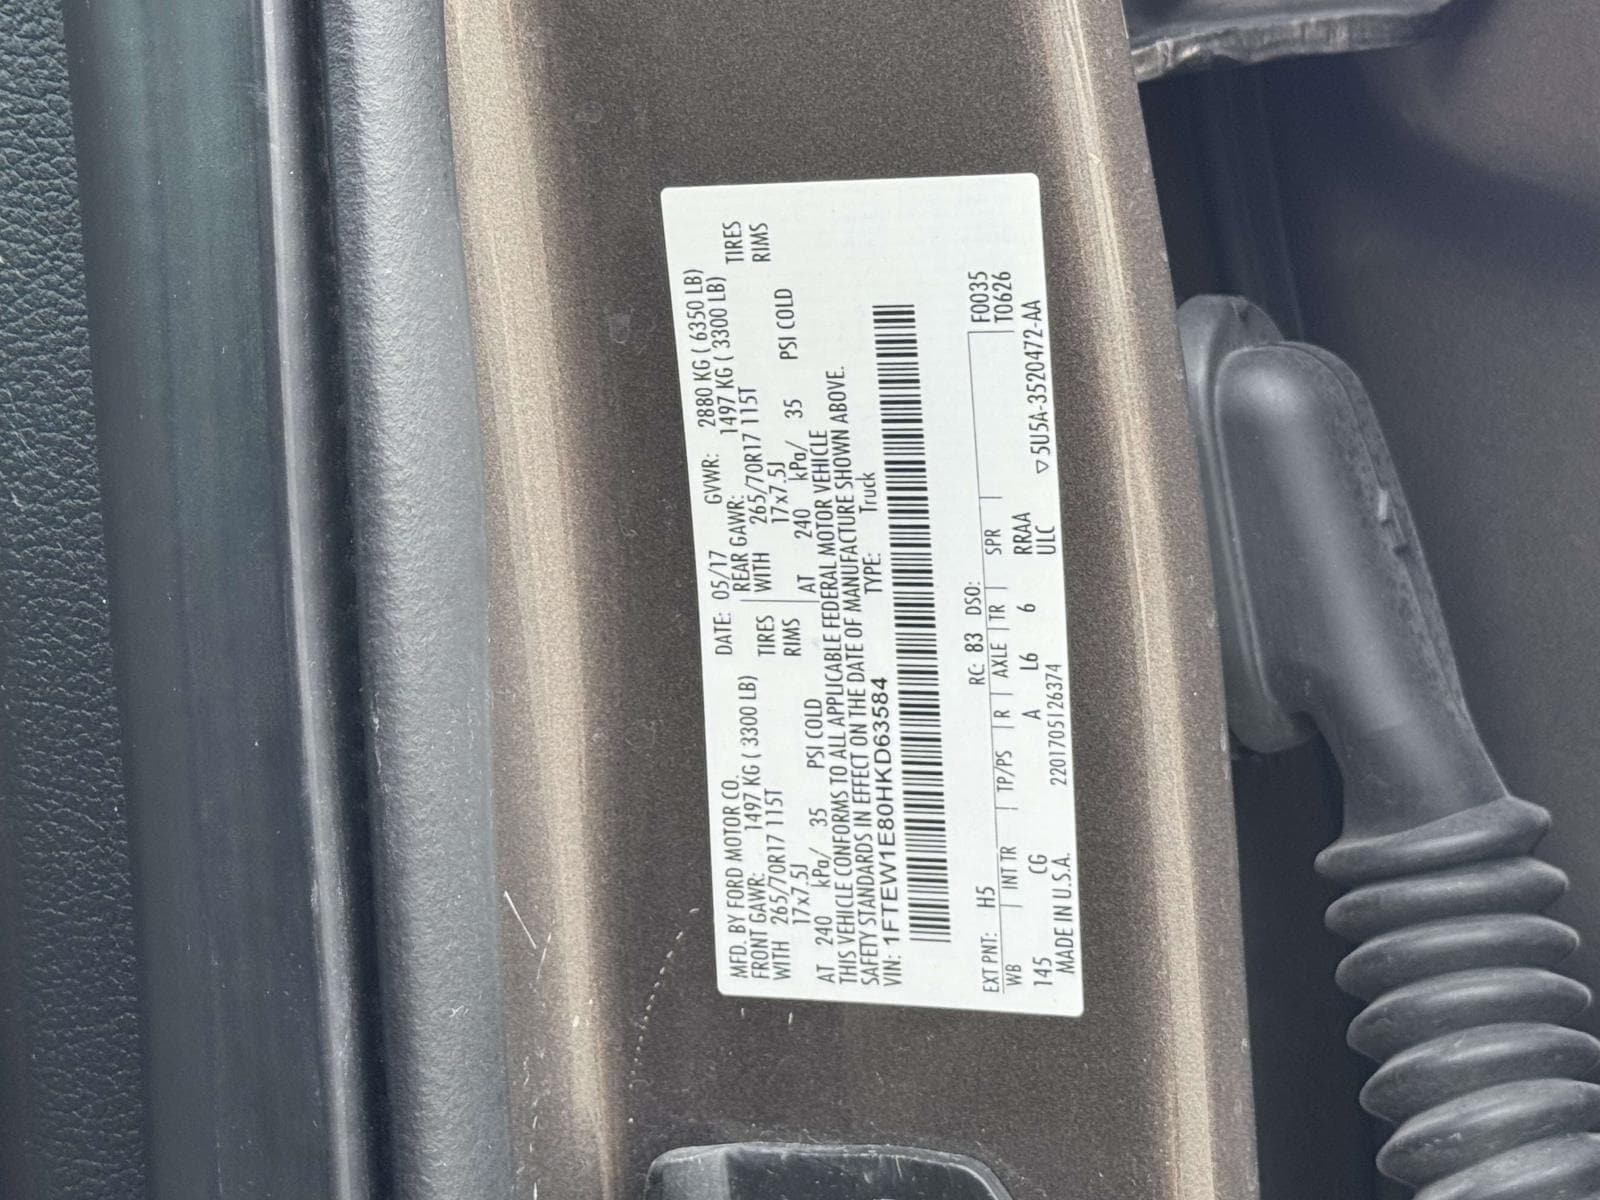 MFD. BY FORD MOTOR CO. DATE: 05/17 GVWR: 2880 KG ( 6350 LB)
FRONT GAWR: 1497 KG ( 3300 LB) REAR GAWR: 1497 KG ( 3300 LB)
WITH 265/70R17 115T TIRES WITH 265/70R17 115T TIRES
17x7.5J RIMS 17x7.5J RIMS
AT 240 kPa/ 35 PSI COLD AT 240 kPa/ 35 PSI COLD
THIS VEHICLE CONFORMS TO ALL APPLICABLE FEDERAL MOTOR VEHICLE
SAFETY STANDARDS IN EFFECT ON THE DATE OF MANUFACTURE SHOWN ABOVE.
VIN: 1FTEW1E80HKD63584 TYPE: Truck
EXT PNT: H5 RC: 83 DSO: F0035
WB INT TR TP/PS R AXLE TR SPR T0626
145 CG A L6 6 RRAA
MADE IN U.S.A. 2201705126374 ULC ▽5U5A-3520472-AA